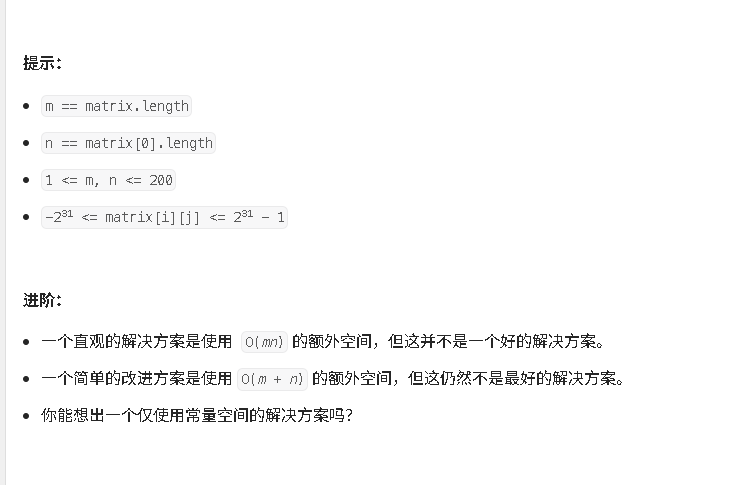 提示：
m == matrix.length
n == matrix[0].length
1 <= m, n <= 200
-2³¹ <= matrix[i][j] <= 2³¹ - 1
进阶：
一个直观的解决方案是使用 O(mn) 的额外空间，但这并不是一个好的解决方案。
一个简单的改进方案是使用 O(m + n) 的额外空间，但这仍然不是最好的解决方案。
你能想出一个仅使用常量空间的解决方案吗？